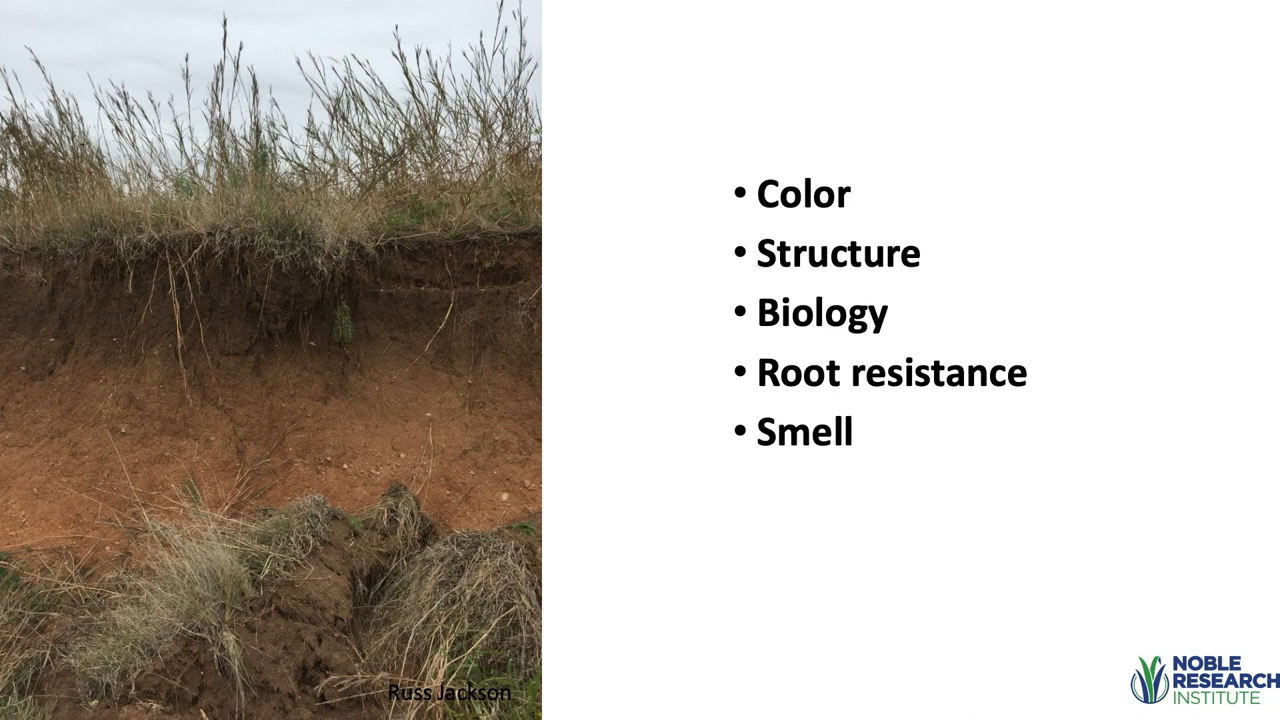 • Color
• Structure
• Biology
• Root resistance
• Smell
Russ Jackson
NOBLE
RESEARCH
INSTITUTE